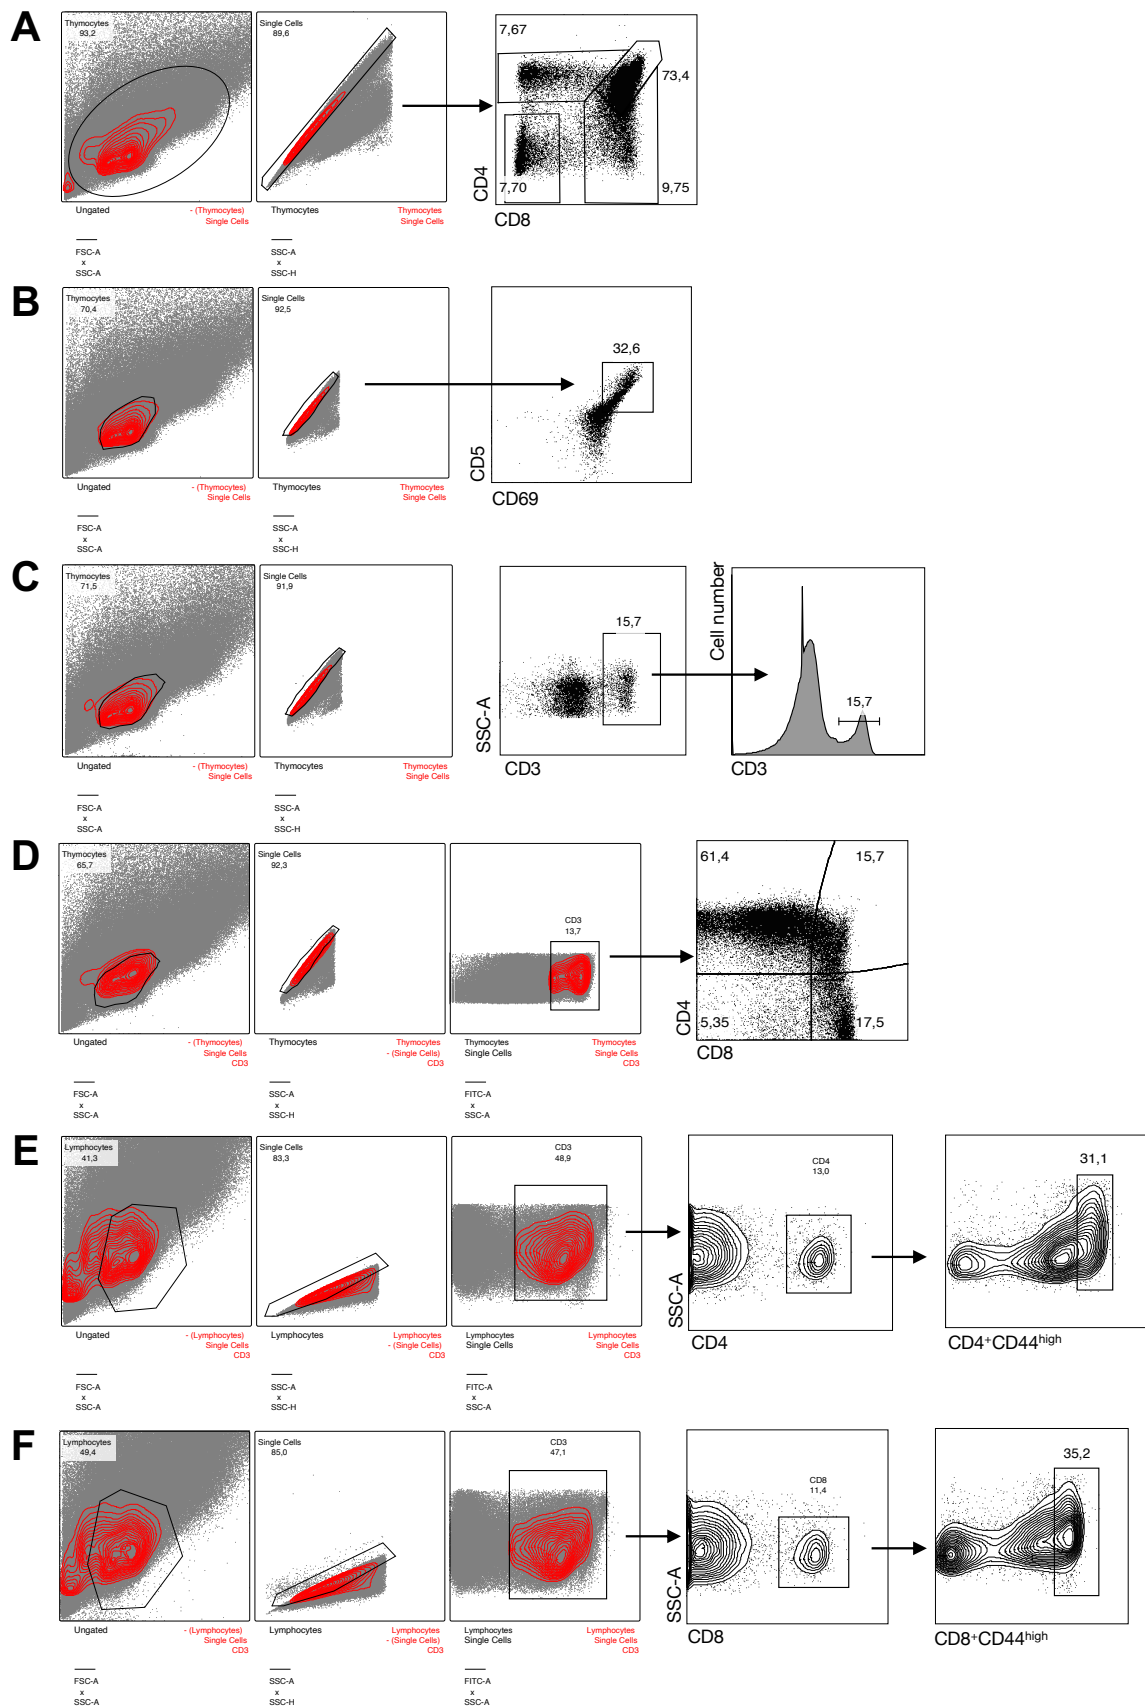 A
Thymocytes
93,2
Single Cells
89,6
7,67
73,4
7,70
9,75
CD4
CD8
Ungated
- (Thymocytes)
Single Cells
Thymocytes
Thymocytes
Single Cells
FSC-A
x
SSC-A
SSC-A
x
SSC-H
B
Thymocytes
70,4
Single Cells
92,5
32,6
CD5
CD69
Ungated
- (Thymocytes)
Single Cells
Thymocytes
Thymocytes
Single Cells
FSC-A
x
SSC-A
SSC-A
x
SSC-H
C
Thymocytes
71,5
Single Cells
91,9
15,7
SSC-A
CD3
Cell number
15,7
CD3
Ungated
- (Thymocytes)
Single Cells
Thymocytes
Thymocytes
Single Cells
FSC-A
x
SSC-A
SSC-A
x
SSC-H
D
Thymocytes
65,7
Single Cells
92,3
CD3
13,7
61,4
15,7
5,35
17,5
CD4
CD8
Ungated
- (Thymocytes)
Single Cells
CD3
Thymocytes
Thymocytes
- (Single Cells)
CD3
Thymocytes
Single Cells
Thymocytes
Single Cells
CD3
FSC-A
x
SSC-A
SSC-A
x
SSC-H
FITC-A
x
SSC-A
E
Lymphocytes
41,3
Single Cells
83,3
CD3
48,9
CD4
13,0
31,1
SSC-A
CD4
CD4+CD44high
Ungated
- (Lymphocytes)
Single Cells
CD3
Lymphocytes
Lymphocytes
- (Single Cells)
CD3
Lymphocytes
Single Cells
Lymphocytes
Single Cells
CD3
FSC-A
x
SSC-A
SSC-A
x
SSC-H
FITC-A
x
SSC-A
F
Lymphocytes
49,4
Single Cells
85,0
CD3
47,1
CD8
11,4
35,2
SSC-A
CD8
CD8+CD44high
Ungated
- (Lymphocytes)
Single Cells
CD3
Lymphocytes
Lymphocytes
- (Single Cells)
CD3
Lymphocytes
Single Cells
Lymphocytes
Single Cells
CD3
FSC-A
x
SSC-A
SSC-A
x
SSC-H
FITC-A
x
SSC-A